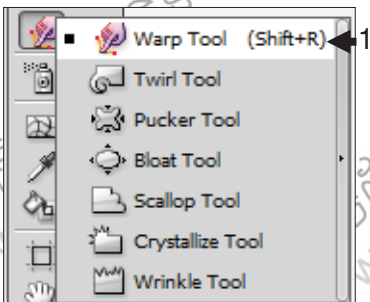 Warp Tool (Shift+R) 1
Twirl Tool
Pucker Tool
Bloat Tool
Scallop Tool
Crystallize Tool
Wrinkle Tool